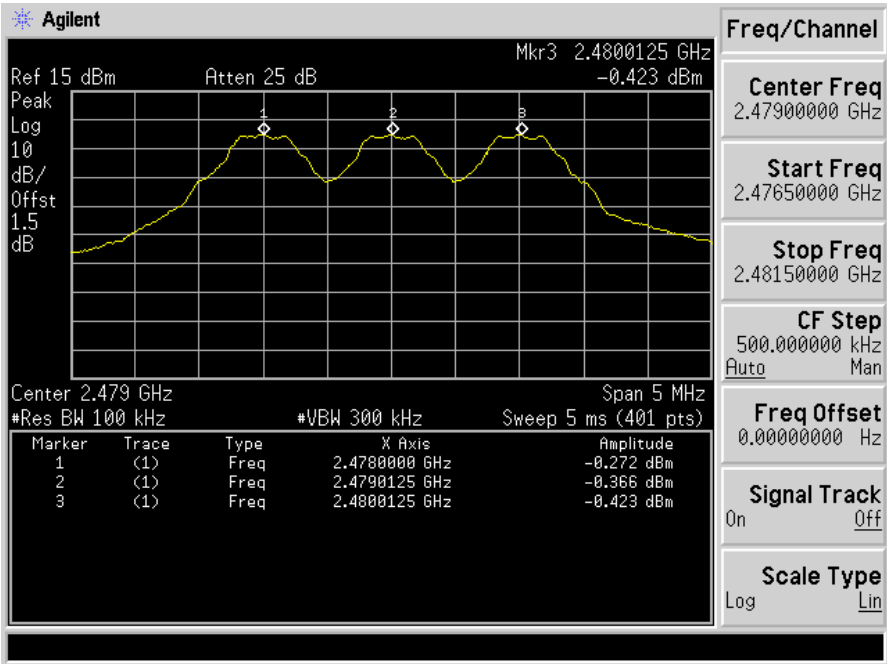 Agilent
Freq/Channel
Mkr3 2.4800125 GHz
Ref 15 dBm Atten 25 dB -0.423 dBm
Peak
Log
10
dB/
Offst
1.5
dB
1 2 3
Center 2.479 GHz Span 5 MHz
#Res BW 100 kHz #VBW 300 kHz Sweep 5 ms (401 pts)
Marker Trace Type X Axis Amplitude
1 (1) Freq 2.4780000 GHz -0.272 dBm
2 (1) Freq 2.4790125 GHz -0.366 dBm
3 (1) Freq 2.4800125 GHz -0.423 dBm
Center Freq
2.47900000 GHz
Start Freq
2.47650000 GHz
Stop Freq
2.48150000 GHz
CF Step
500.000000 kHz
Auto Man
Freq Offset
0.00000000 Hz
Signal Track
On Off
Scale Type
Log Lin